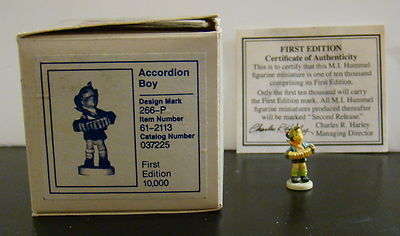 Accordion
Boy
Design Mark
266-P
Item Number
61-2113
Catalog Number
037225
First
Edition
10,000
FIRST EDITION
Certificate of Authenticity
This is to certify that this M.I. Hummel
figurine miniature is one of ten thousand
comprising its First Edition.
Only the first ten thousand will carry
the First Edition mark. All M.I. Hummel
figurine miniatures produced thereafter
will be marked "Second Release."
Charles R. Harley
Managing Director